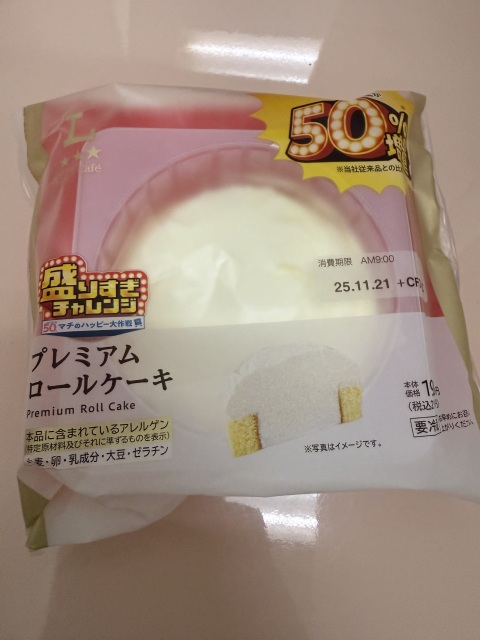 50%増量
※当社従来品との比
Café
消費期限 AM9:00
25.11.21 +CF
盛りすぎ
チャレンジ
50 マチのハッピー大作戦
プレミアム
ロールケーキ
Premium Roll Cake
本品に含まれているアレルゲン
(特定原材料及びそれに準ずるものを表示)
卵・乳成分・大豆・ゼラチン
※写真はイメージです。
本体
価格
(税込
要冷